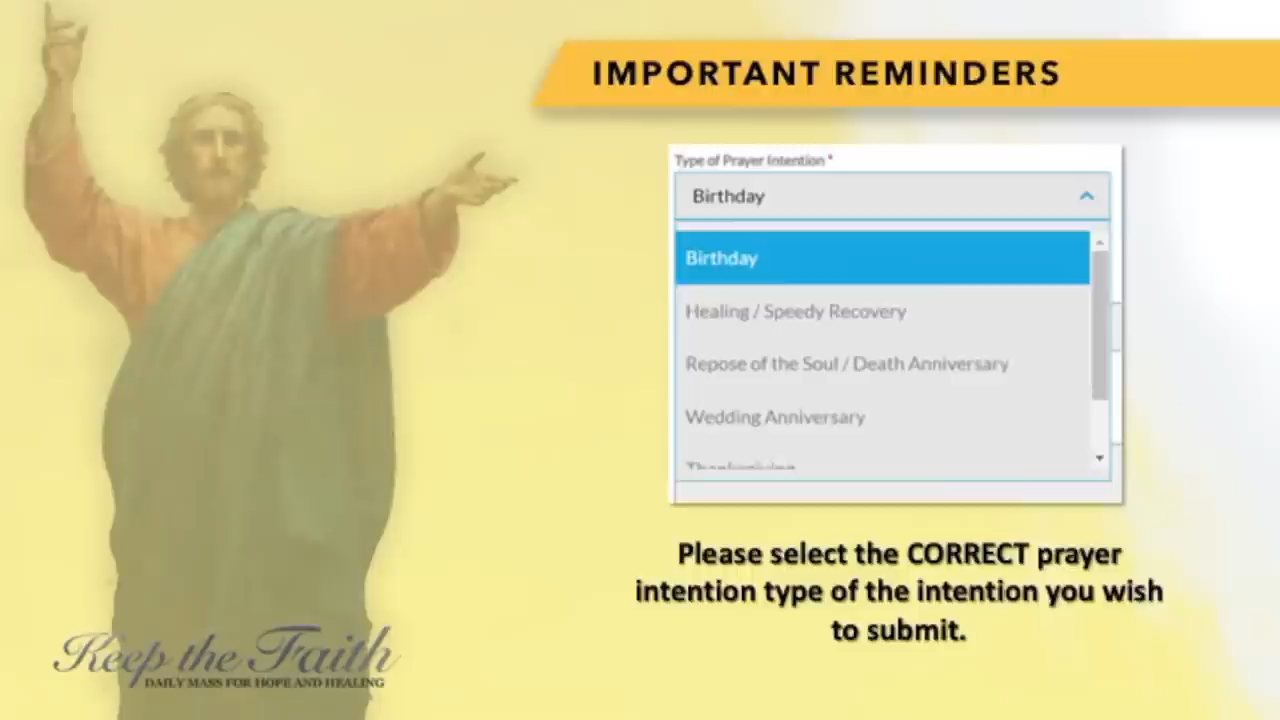 IMPORTANT REMINDERS
Type of Prayer Intention *
Birthday
Birthday
Healing / Speedy Recovery
Repose of the Soul / Death Anniversary
Wedding Anniversary
Thanksgiving
Please select the CORRECT prayer
intention type of the intention you wish
to submit.
Keep the Faith
DAILY MASS FOR HOPE AND HEALING